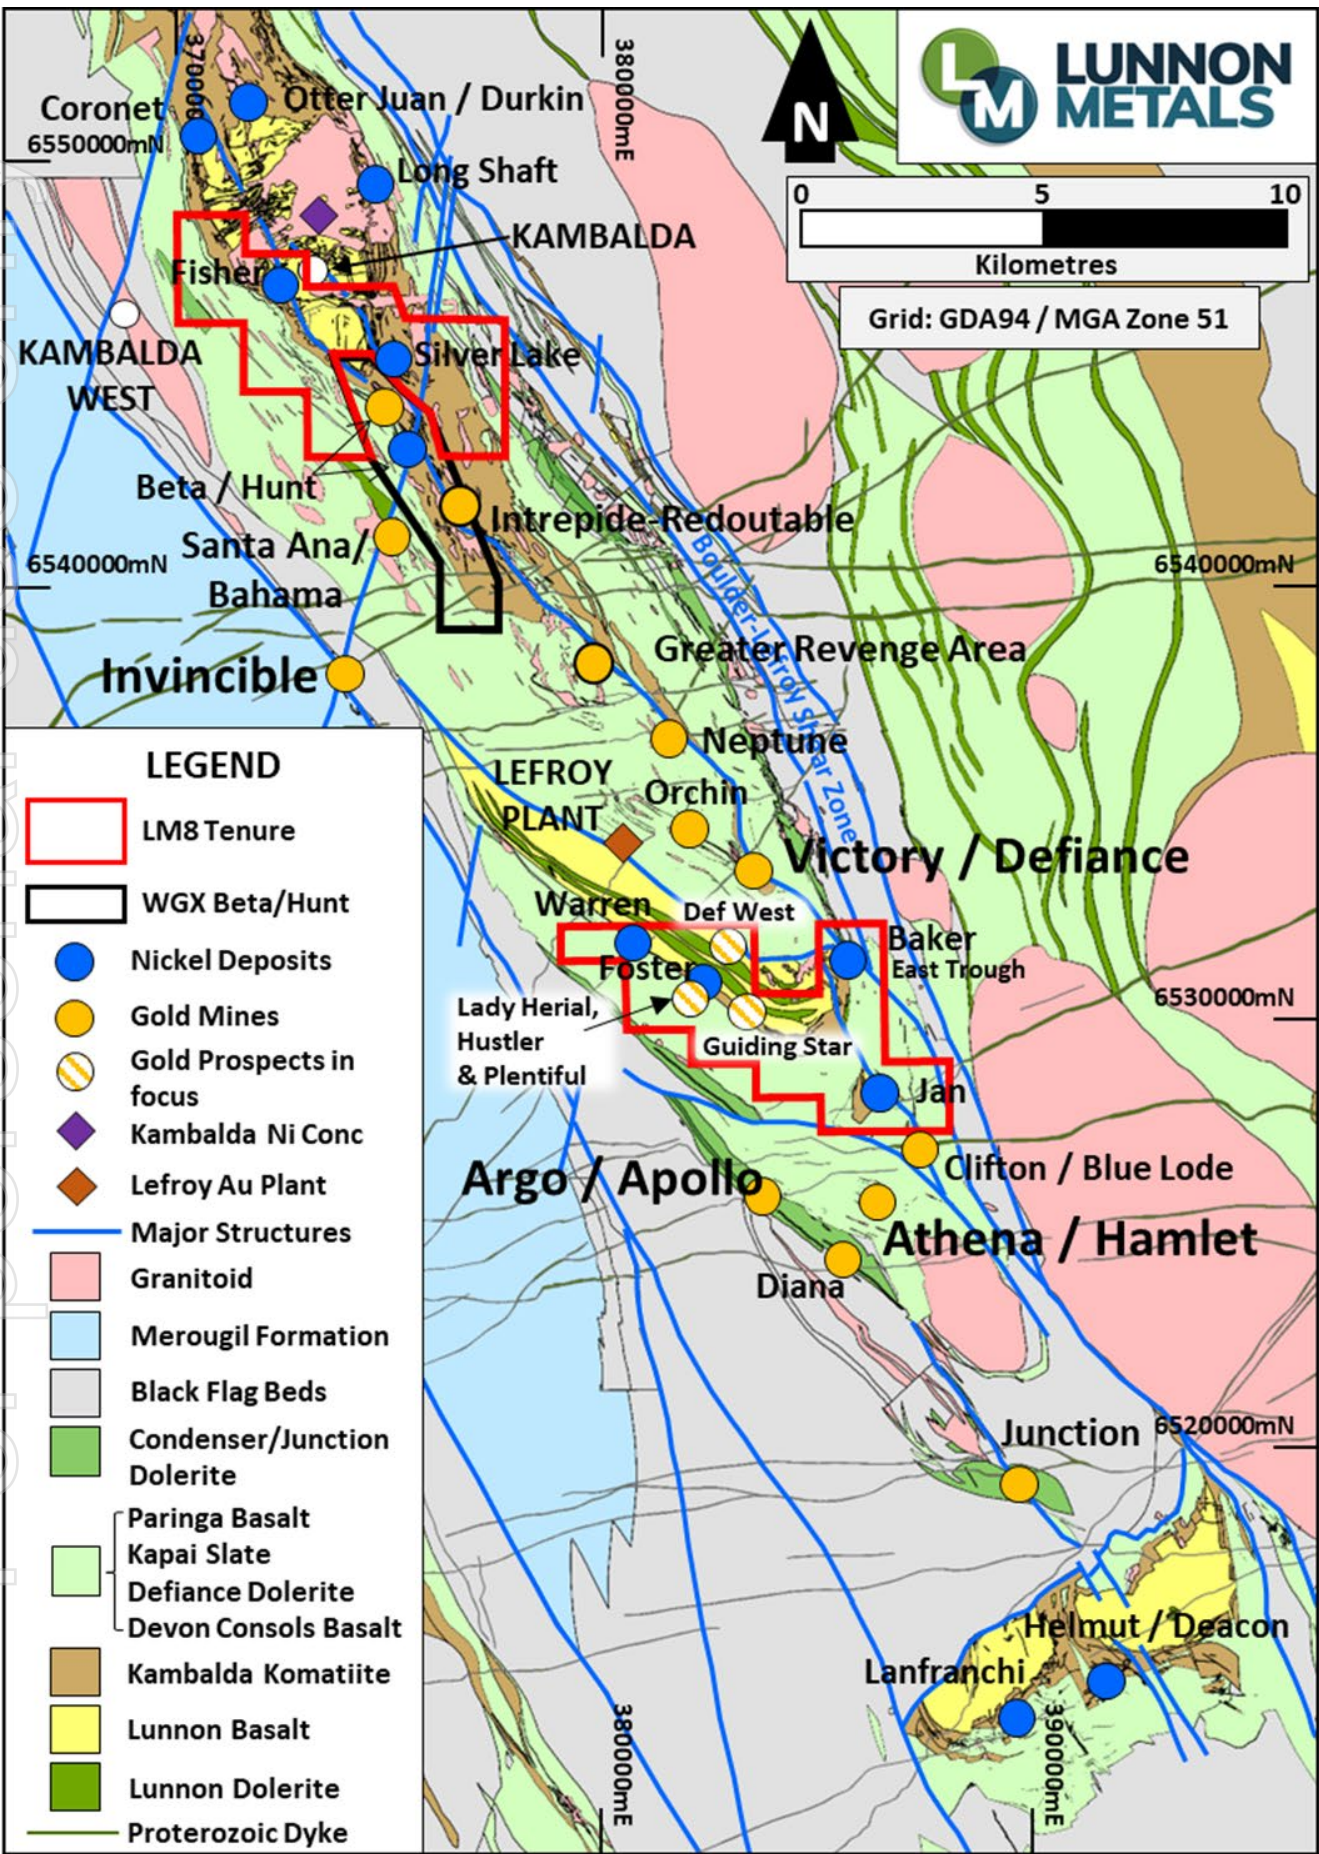 370000
380000mE
N
LM
LUNNON
METALS
Coronet
6550000mN
Otter Juan / Durkin
Long Shaft
KAMBALDA
0 5 10
Kilometres
Grid: GDA94 / MGA Zone 51
Fisher
KAMBALDA
WEST
Silver Lake
Beta / Hunt
Intrepide-Redoutable
Santa Ana/
Bahama
6540000mN
6540000mN
Boulder-Lefroy Shear Zone
Greater Revenge Area
Invincible
Neptune
LEFROY
PLANT
Orchin
Victory / Defiance
Warren
Def West
Baker
East Trough
Foster
6530000mN
Lady Herial,
Hustler
& Plentiful
Guiding Star
Jan
Clifton / Blue Lode
Argo / Apollo
Athena / Hamlet
Diana
Junction
6520000mN
Helmut / Deacon
Lanfranchi
380000mE
390000mE
LEGEND
LM8 Tenure
WGX Beta/Hunt
Nickel Deposits
Gold Mines
Gold Prospects in
focus
Kambalda Ni Conc
Lefroy Au Plant
Major Structures
Granitoid
Merougil Formation
Black Flag Beds
Condenser/Junction
Dolerite
Paringa Basalt
Kapai Slate
Defiance Dolerite
Devon Consols Basalt
Kambalda Komatiite
Lunnon Basalt
Lunnon Dolerite
Proterozoic Dyke